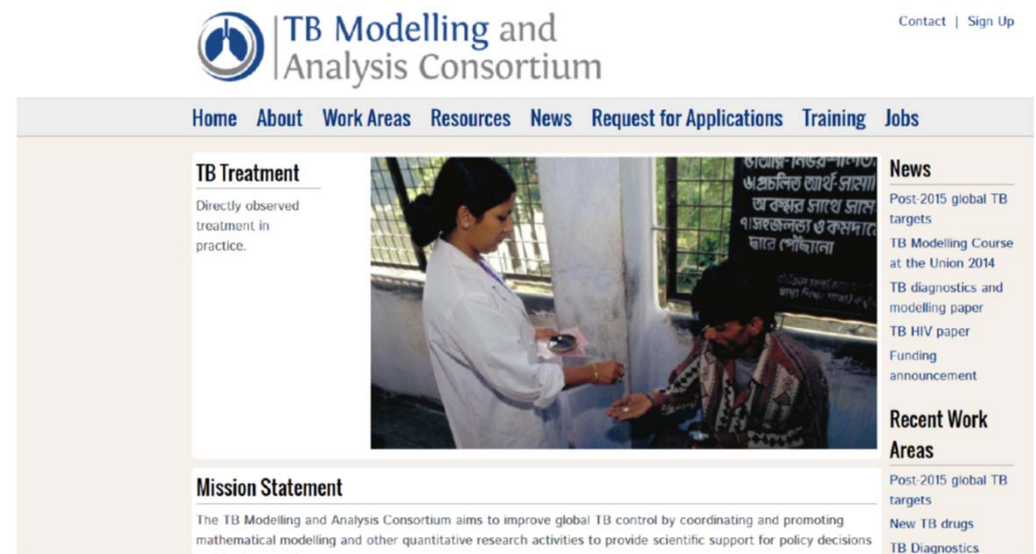 TB Modelling and
Analysis Consortium
Contact | Sign Up
Home About Work Areas Resources News Request for Applications Training Jobs
TB Treatment
Directly observed
treatment in
practice.
অবস্থার সাথে সাম
দ্বারে পৌঁছানো
News
Post-2015 global TB
targets
TB Modelling Course
at the Union 2014
TB diagnostics and
modelling paper
TB HIV paper
Funding
announcement
Recent Work
Areas
Post-2015 global TB
targets
New TB drugs
TB Diagnostics
Mission Statement
The TB Modelling and Analysis Consortium aims to improve global TB control by coordinating and promoting
mathematical modelling and other quantitative research activities to provide scientific support for policy decisions